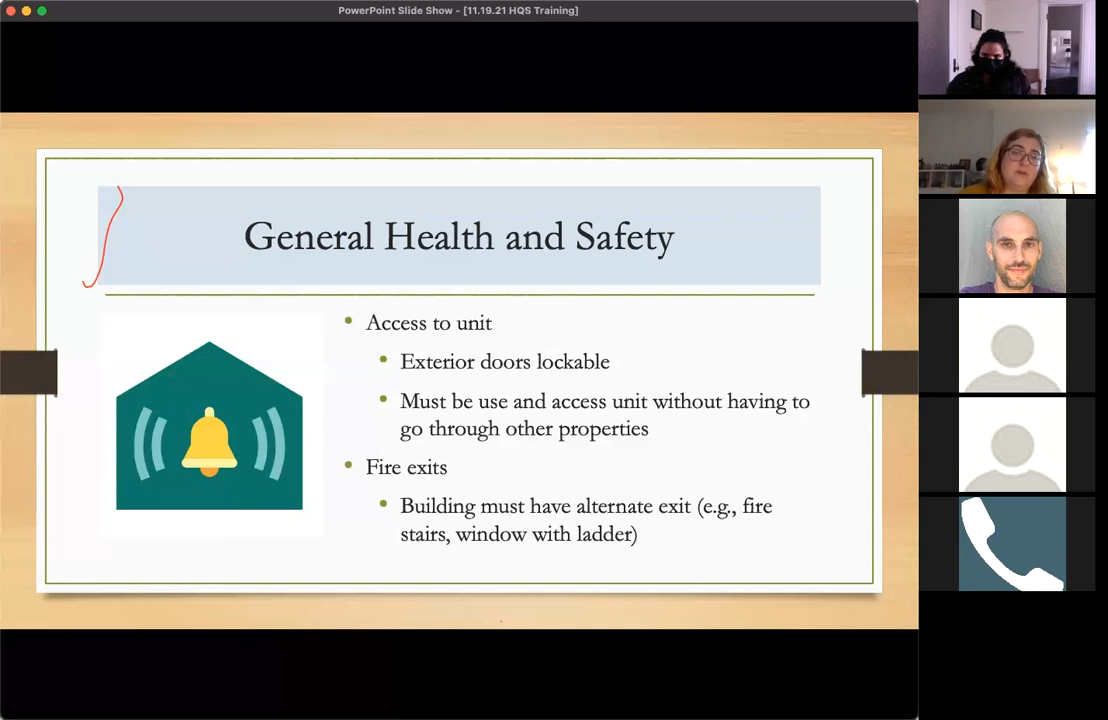 PowerPoint Slide Show - [11.19.21 HQS Training]
General Health and Safety
• Access to unit
• Exterior doors lockable
• Must be use and access unit without having to
go through other properties
• Fire exits
• Building must have alternate exit (e.g., fire
stairs, window with ladder)